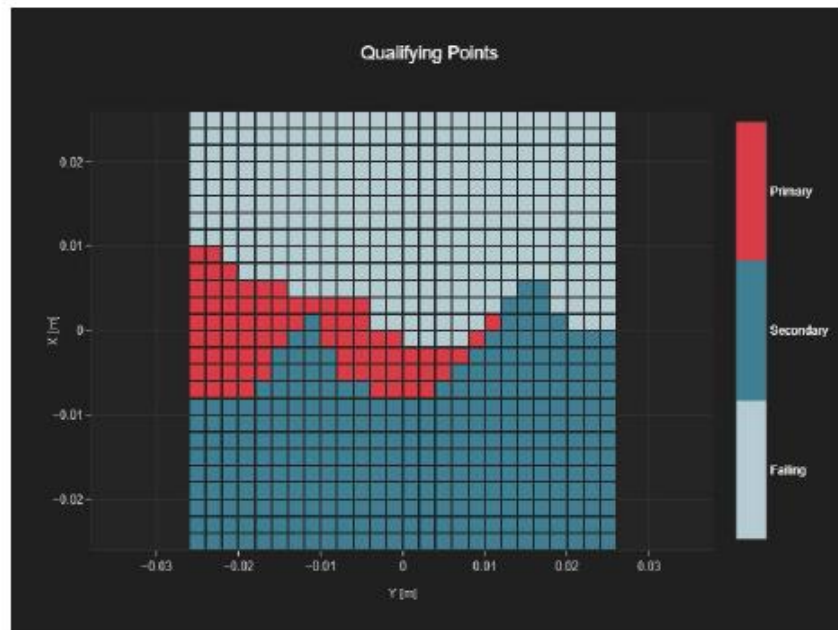 Qualifying Points
0.02
0.01
0
−0.01
−0.02
X [m]
−0.03
−0.02
−0.01
0
0.01
0.02
0.03
Y [m]
Primary
Secondary
Failing